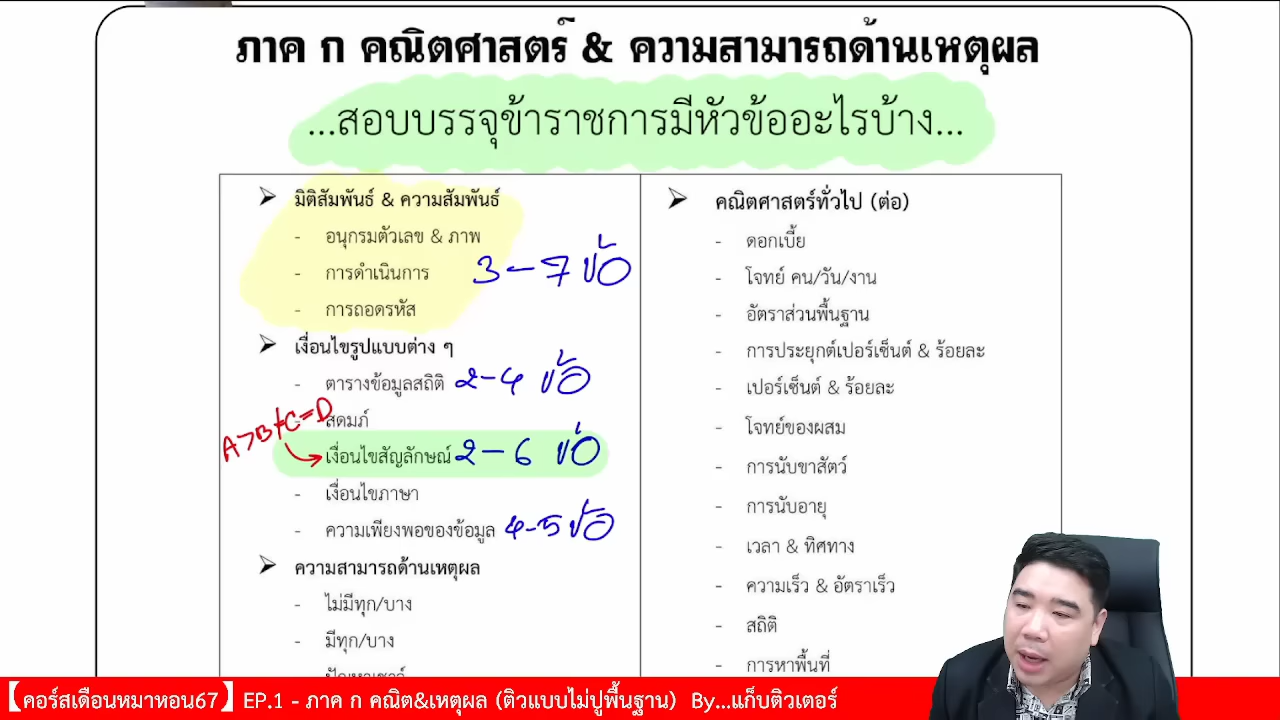 ภาค ก คณิตศาสตร์ & ความสามารถด้านเหตุผล
...สอบบรรจุข้าราชการมีหัวข้ออะไรบ้าง...
มิติสัมพันธ์ & ความสัมพันธ์
- อนุกรมตัวเลข & ภาพ
- การดำเนินการ 3 – 7 ข้อ
- การถอดรหัส
เงื่อนไขรูปแบบต่าง ๆ
- ตารางข้อมูลสถิติ 2-4 ข้อ
- สดมภ์
A>B+C=D
- เงื่อนไขสัญลักษณ์ 2 – 6 ข้อ
- เงื่อนไขภาษา
- ความเพียงพอของข้อมูล 4-5 ข้อ
ความสามารถด้านเหตุผล
- ไม่มีทุก/บาง
- มีทุก/บาง
คณิตศาสตร์ทั่วไป (ต่อ)
- ดอกเบี้ย
- โจทย์ คน/วัน/งาน
- อัตราส่วนพื้นฐาน
- การประยุกต์เปอร์เซ็นต์ & ร้อยละ
- เปอร์เซ็นต์ & ร้อยละ
- โจทย์ของผสม
- การนับขาสัตว์
- การนับอายุ
- เวลา & ทิศทาง
- ความเร็ว & อัตราเร็ว
- สถิติ
- การหาพื้นที่
【คอร์สเดือนหมาหอน67】EP.1 - ภาค ก คณิต&เหตุผล (ติวแบบไม่ปูพื้นฐาน) By...แก็บติวเตอร์